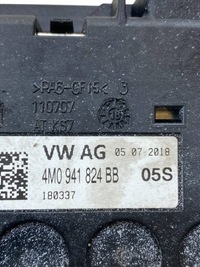 >PA6-GF15< 3
110707
VW AG 05 07 2018
4M0 941 824 BB 05S
180337